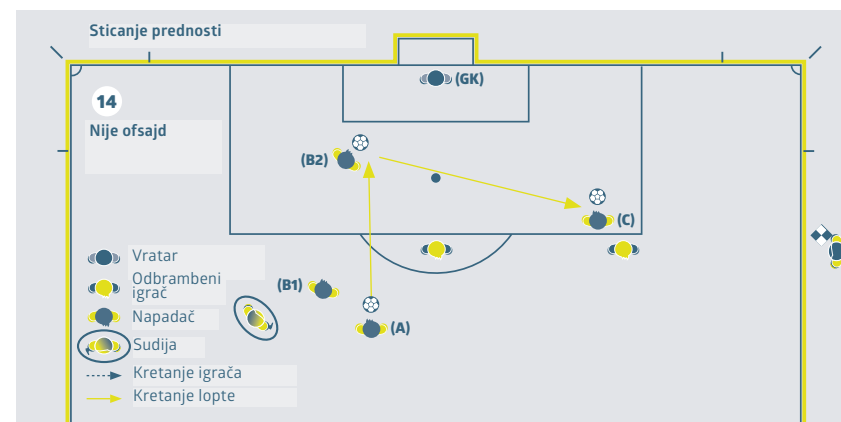 Sticanje prednosti
(GK)
14
Nije ofsajd
(B2)
(C)
Vratar
Odbrambeni
igrač
(B1)
Napadač
(A)
Sudija
Kretanje igrača
Kretanje lopte